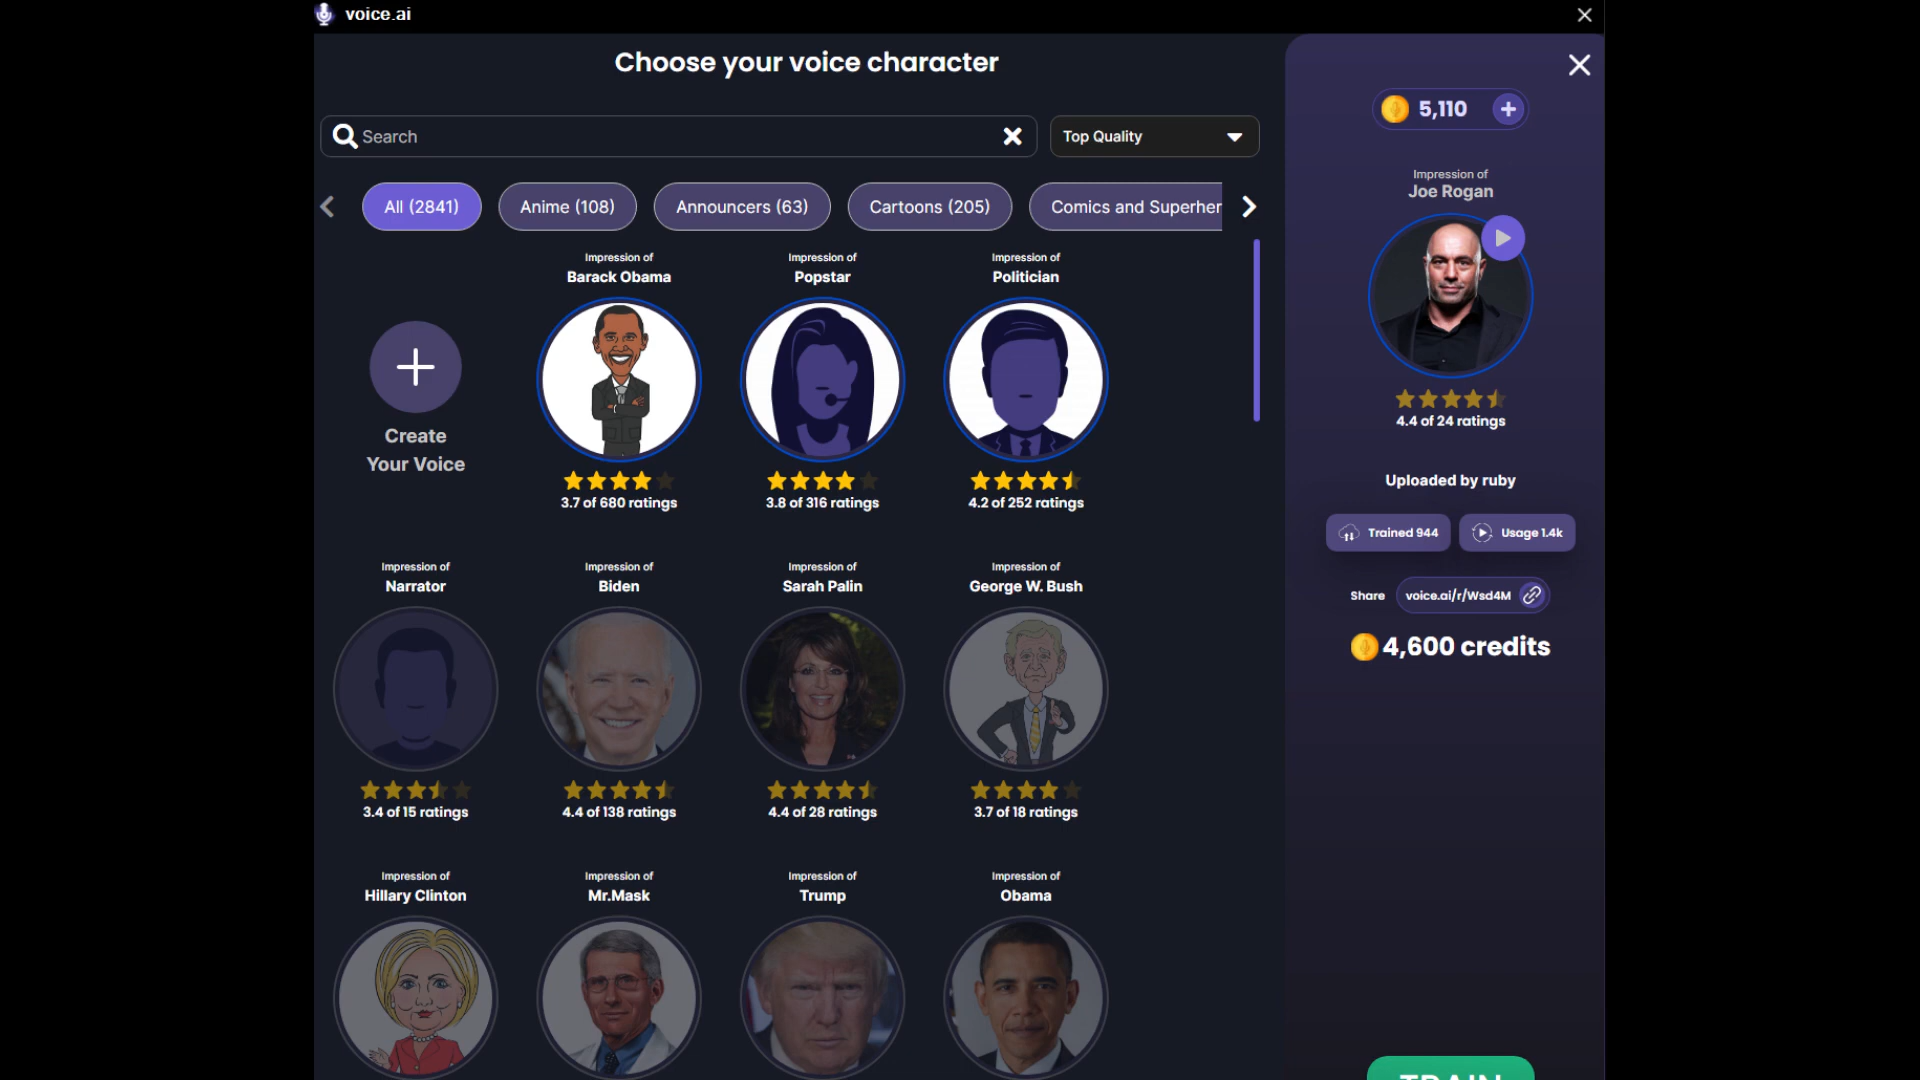 voice.ai
Choose your voice character
Search
Top Quality
All (2841)
Anime (108)
Announcers (63)
Cartoons (205)
Comics and Superher
Create
Your Voice
Impression of
Barack Obama
3.7 of 680 ratings
Impression of
Popstar
3.8 of 316 ratings
Impression of
Politician
4.2 of 252 ratings
Impression of
Narrator
3.4 of 15 ratings
Impression of
Biden
4.4 of 138 ratings
Impression of
Sarah Palin
4.4 of 28 ratings
Impression of
George W. Bush
3.7 of 18 ratings
Impression of
Hillary Clinton
Impression of
Mr.Mask
Impression of
Trump
Impression of
Obama
5,110
Impression of
Joe Rogan
4.4 of 24 ratings
Uploaded by ruby
Trained 944
Usage 1.4k
Share
voice.ai/r/Wsd4M
4,600 credits
TRAIN